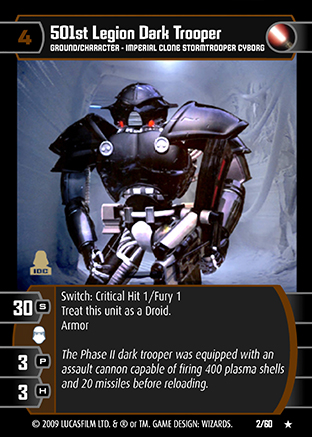 4
501st Legion Dark Trooper
GROUND/CHARACTER - IMPERIAL CLONE STORMTROOPER CYBORG
IDC
30 S
Switch: Critical Hit 1/Fury 1
Treat this unit as a Droid.
Armor
3 P
The Phase II dark trooper was equipped with an
assault cannon capable of firing 400 plasma shells
3 H
and 20 missiles before reloading.
© 2009 LUCASFILM LTD. & ® or TM. GAME DESIGN: WIZARDS.
2/60